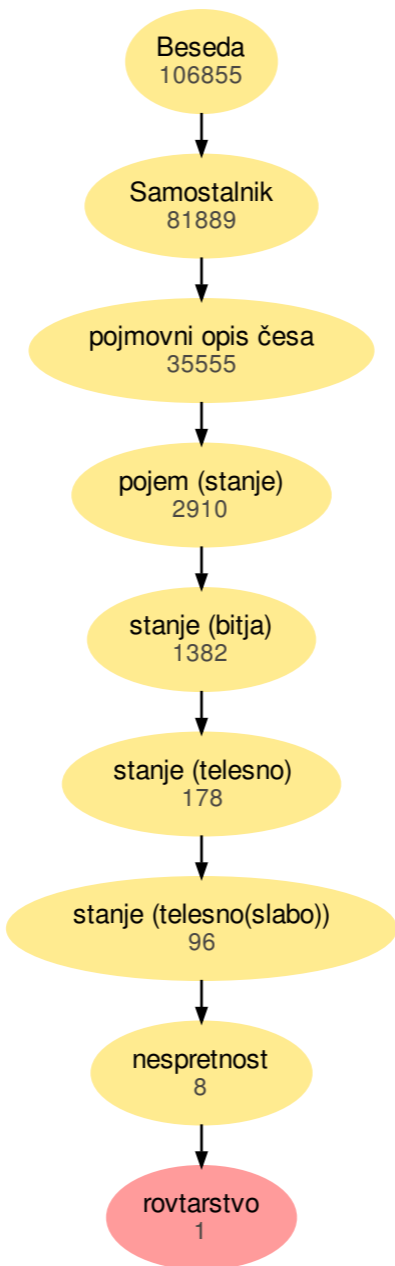 Beseda
106855
Samostalnik
81889
pojmovni opis česa
35555
pojem (stanje)
2910
stanje (bitja)
1382
stanje (telesno)
178
stanje (telesno(slabo))
96
nespretnost
8
rovtarstvo
1